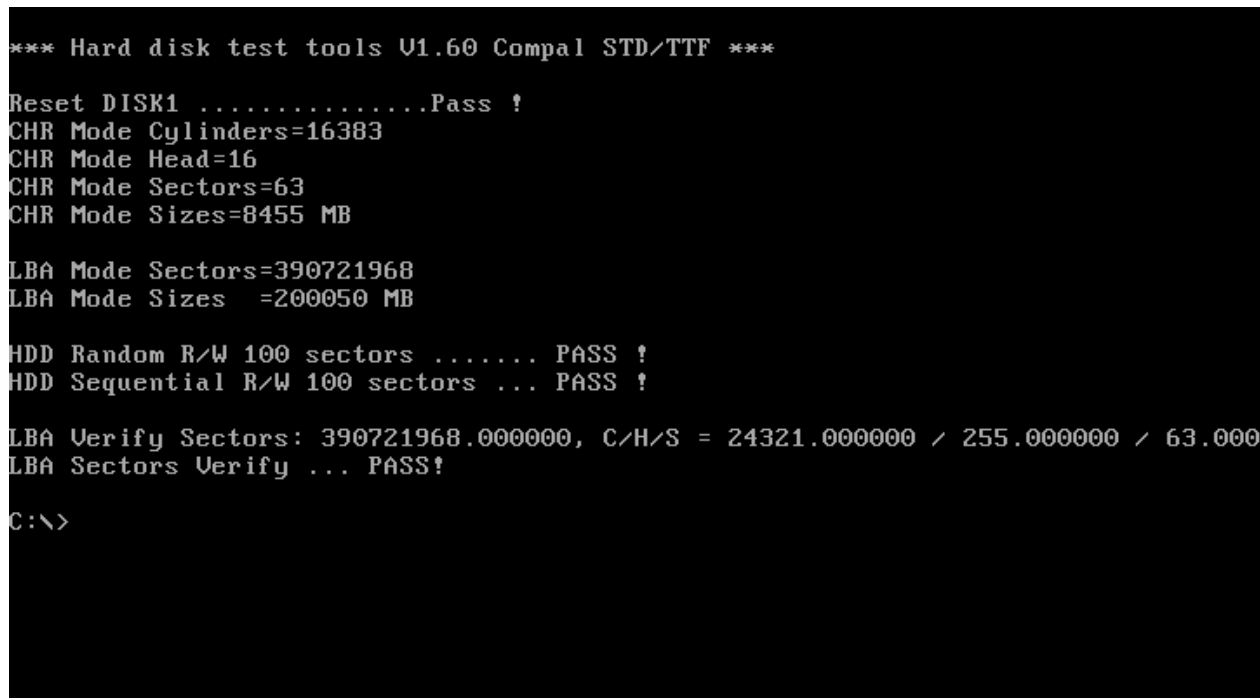 *** Hard disk test tools V1.60 Compal STD/TTF ***
Reset DISK1 ...............Pass !
CHR Mode Cylinders=16383
CHR Mode Head=16
CHR Mode Sectors=63
CHR Mode Sizes=8455 MB
LBA Mode Sectors=390721968
LBA Mode Sizes  =200050 MB
HDD Random R/W 100 sectors ....... PASS !
HDD Sequential R/W 100 sectors ... PASS !
LBA Verify Sectors: 390721968.000000, C/H/S = 24321.000000 / 255.000000 / 63.000
LBA Sectors Verify ... PASS!
C:\>